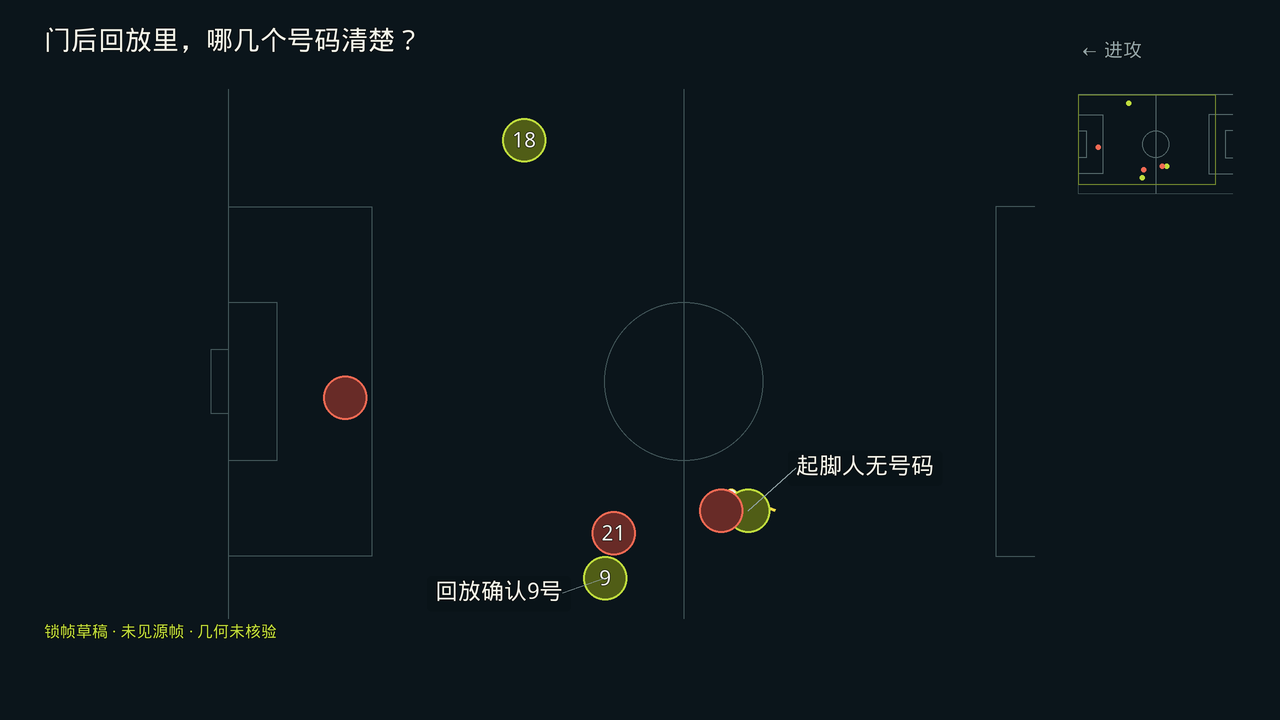 门后回放里，哪几个号码清楚？
← 进攻
18
起脚人无号码
21
9
回放确认9号
锁帧草稿 · 未见源帧 · 几何未核验